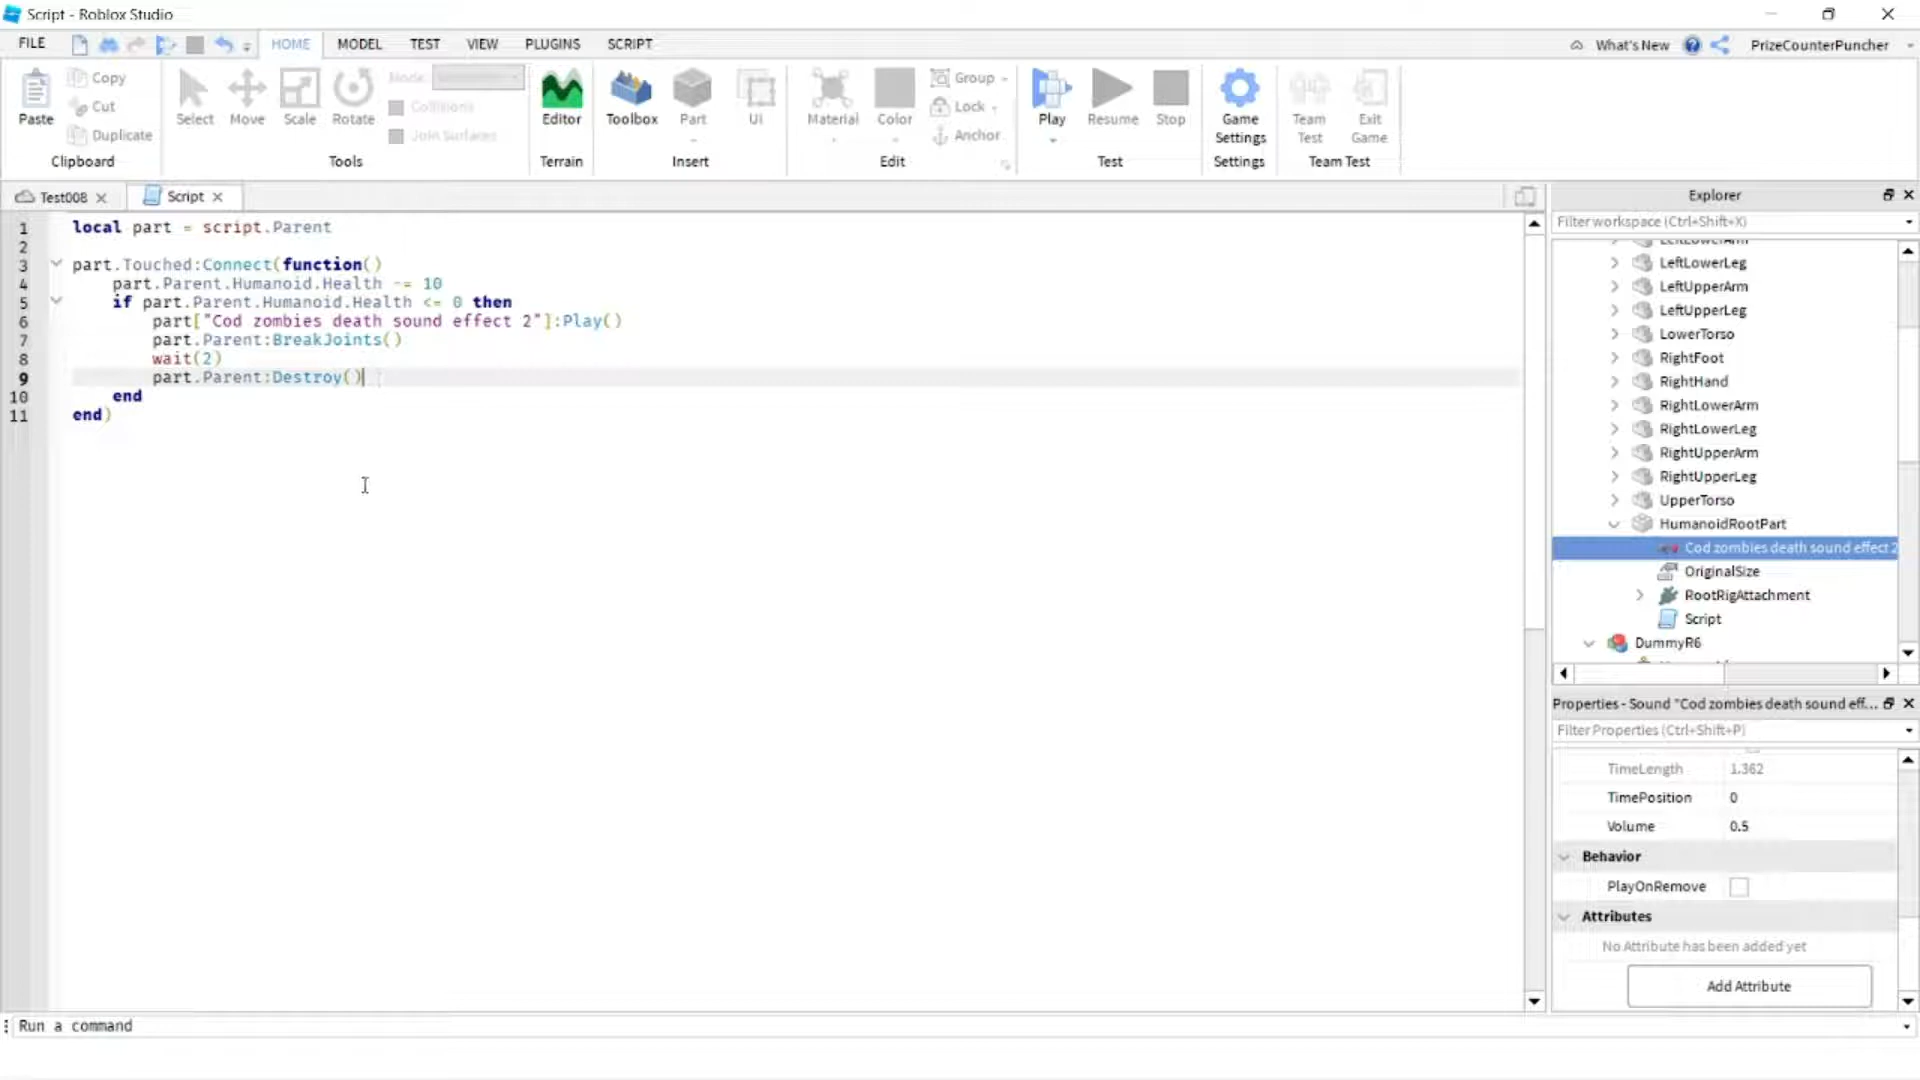 Script - Roblox Studio
FILE HOME MODEL TEST VIEW PLUGINS SCRIPT What's New PrizeCounterPuncher
Paste Copy Cut Duplicate Clipboard
Select Move Scale Rotate Mode: Collisions Join Surfaces Tools
Editor Terrain
Toolbox Part UI Insert
Material Color Group Lock Anchor Edit
Play Resume Stop Test
Game Settings Settings
Team Test Exit Game Team Test
Test008 Script
1 local part = script.Parent
2
3 part.Touched:Connect(function()
4 part.Parent.Humanoid.Health -= 10
5 if part.Parent.Humanoid.Health <= 0 then
6 part["Cod zombies death sound effect 2"]:Play()
7 part.Parent:BreakJoints()
8 wait(2)
9 part.Parent:Destroy()
10 end
11 end)
Explorer
Filter workspace (Ctrl+Shift+X)
LeftLowerArm
LeftLowerLeg
LeftUpperArm
LeftUpperLeg
LowerTorso
RightFoot
RightHand
RightLowerArm
RightLowerLeg
RightUpperArm
RightUpperLeg
UpperTorso
HumanoidRootPart
Cod zombies death sound effect 2
OriginalSize
RootRigAttachment
Script
DummyR6
Properties - Sound "Cod zombies death sound eff...
Filter Properties (Ctrl+Shift+P)
TimeLength 1.362
TimePosition 0
Volume 0.5
Behavior
PlayOnRemove
Attributes
No Attribute has been added yet
Add Attribute
Run a command